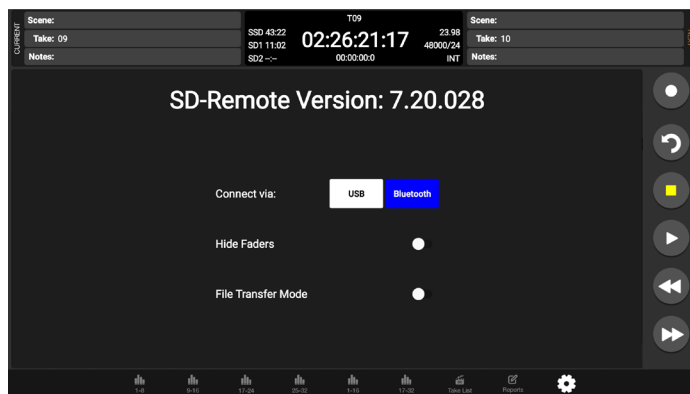 CURRENT
Scene:
Take: 09
Notes:
SSD 43:22
SD1 11:02
SD2 --:--
T09
02:26:21:17
00:00:00:0
23.98
48000/24
INT
Scene:
Take: 10
Notes:
SD-Remote Version: 7.20.028
Connect via:
USB
Bluetooth
Hide Faders
File Transfer Mode
1-8
9-16
17-24
25-32
1-16
17-32
Take List
Reports